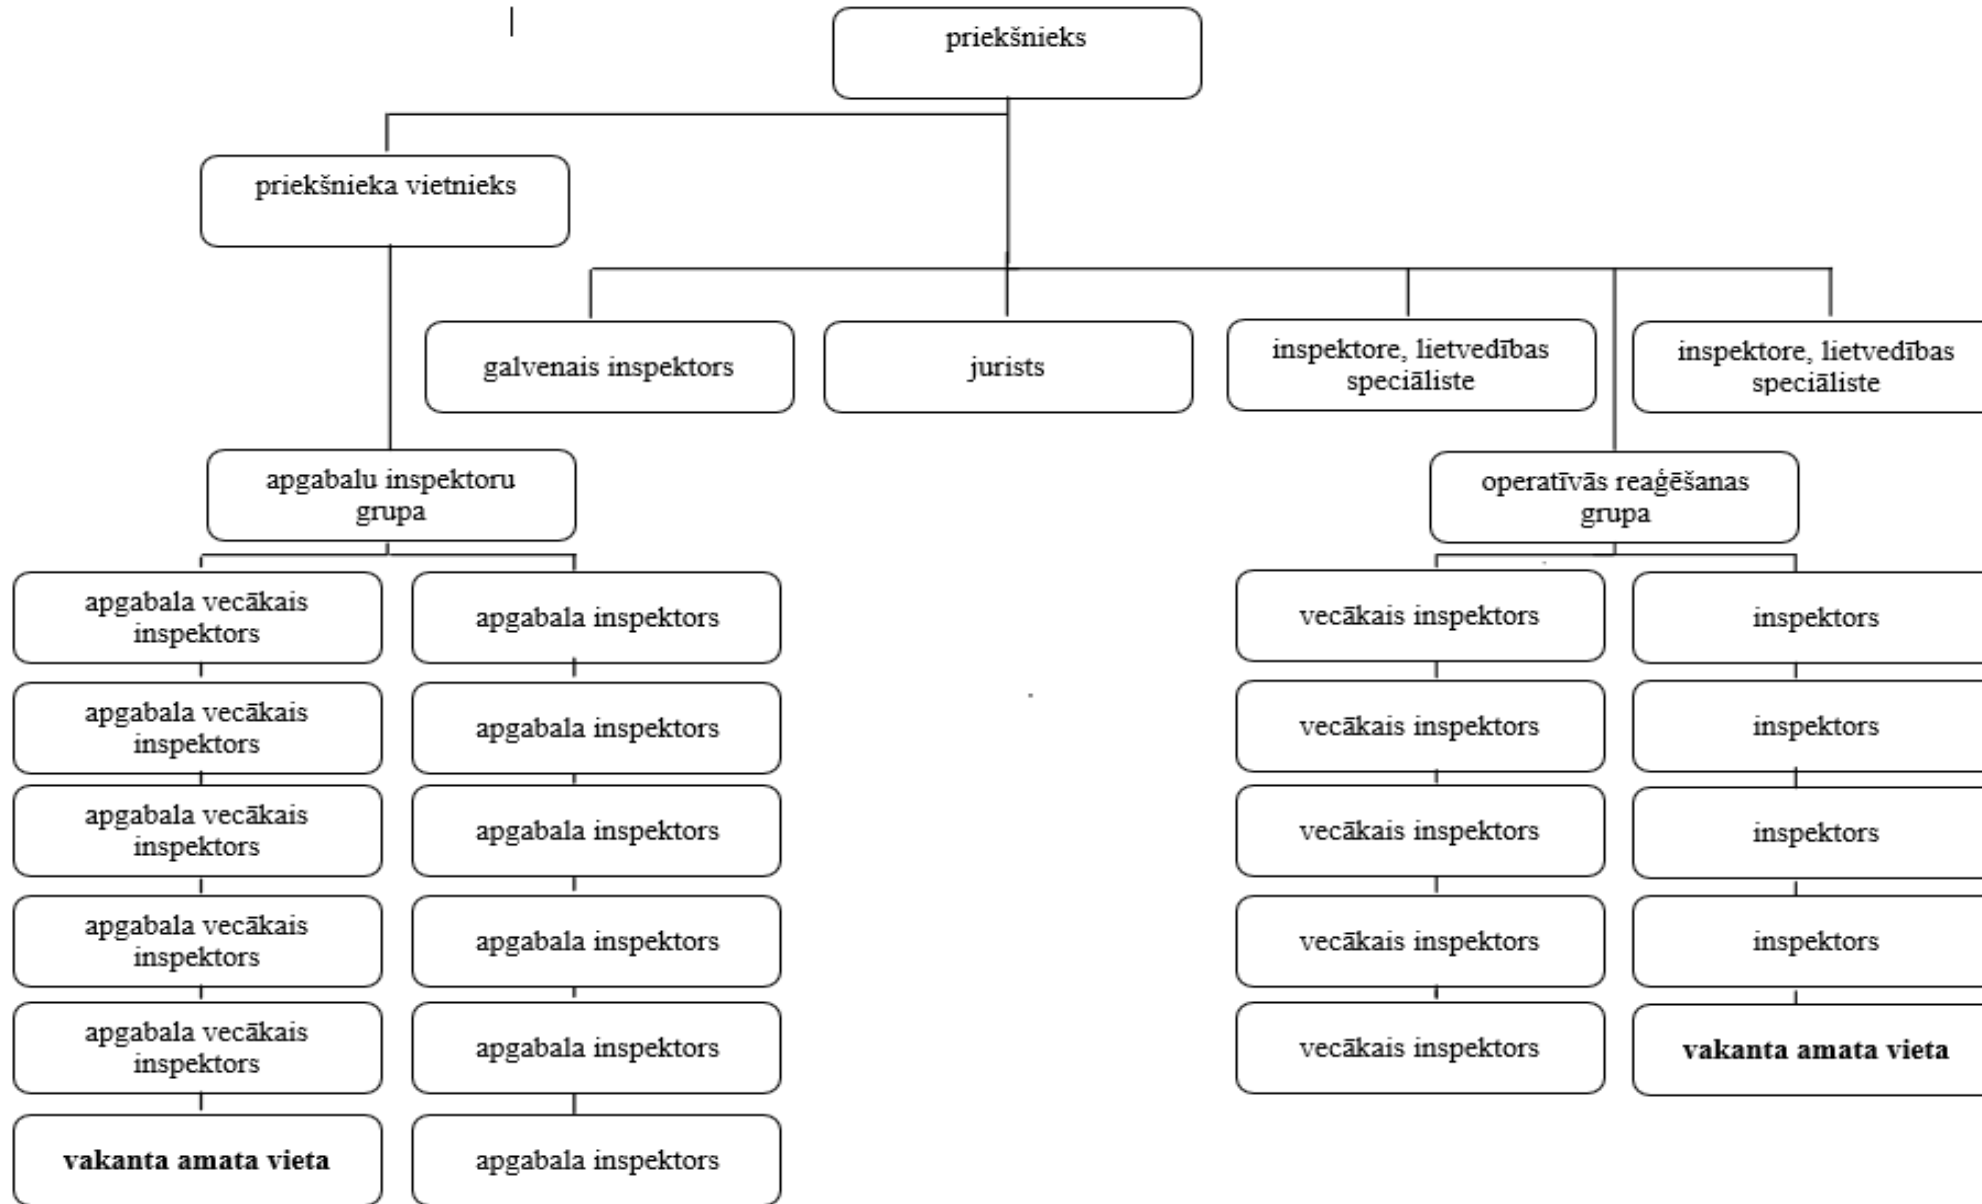 priekšnieks
priekšnieka vietnieks
galvenais inspektors
jurists
inspektore, lietvedības
speciāliste
inspektore, lietvedības
speciāliste
apgabalu inspektoru
grupa
operatīvās reaģēšanas
grupa
apgabala vecākais
inspektors
apgabala inspektors
vecākais inspektors
inspektors
apgabala vecākais
inspektors
apgabala inspektors
vecākais inspektors
inspektors
apgabala vecākais
inspektors
apgabala inspektors
vecākais inspektors
inspektors
apgabala vecākais
inspektors
apgabala inspektors
vecākais inspektors
inspektors
apgabala vecākais
inspektors
apgabala inspektors
vecākais inspektors
vakanta amata vieta
vakanta amata vieta
apgabala inspektors